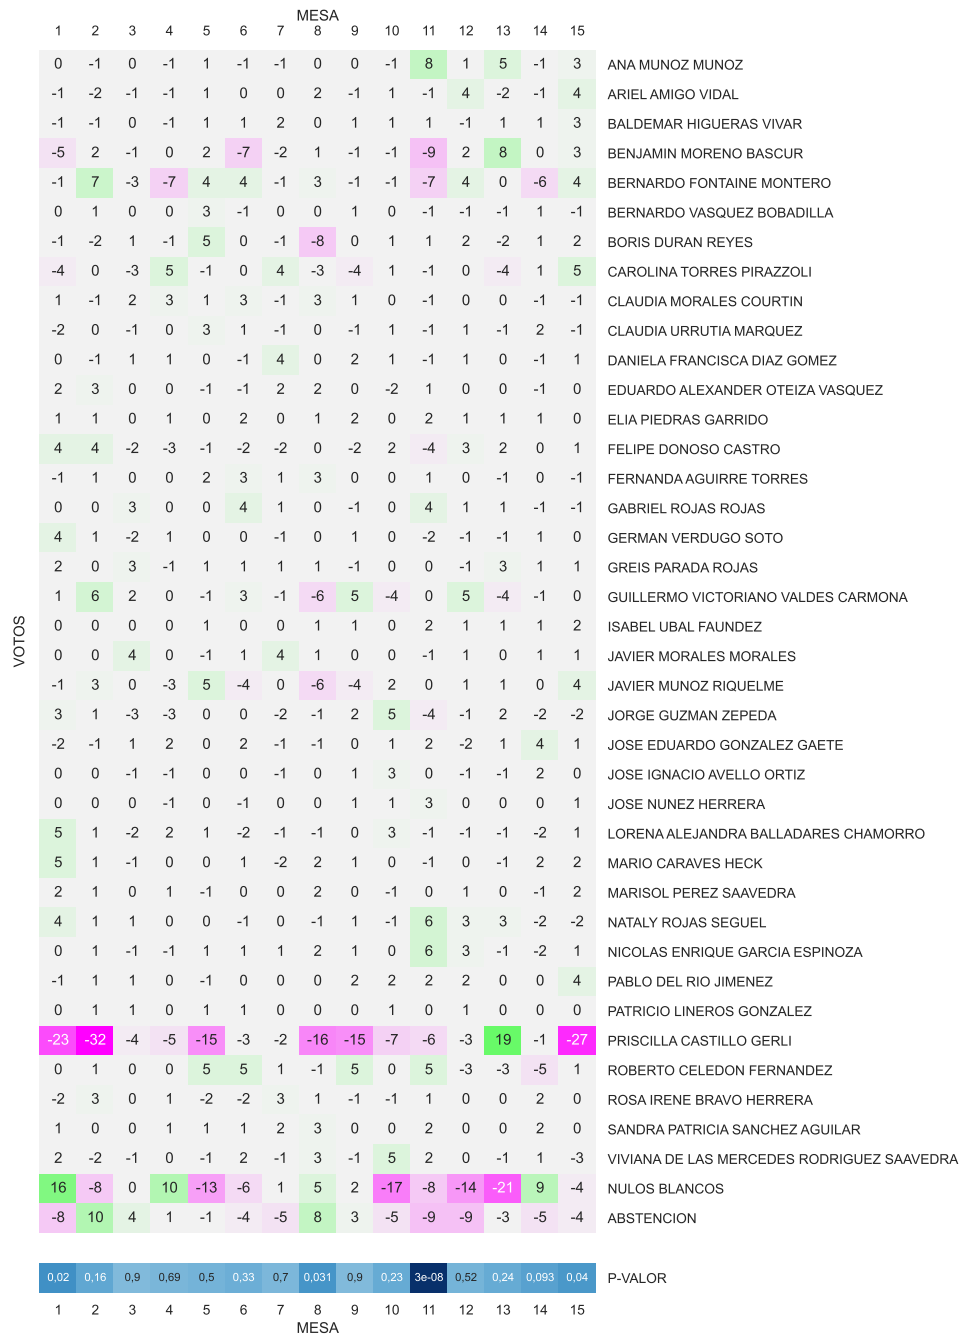 MESA
1 2 3 4 5 6 7 8 9 10 11 12 13 14 15
0 -1 0 -1 1 -1 -1 0 0 -1 8 1 5 -1 3 ANA MUNOZ MUNOZ
-1 -2 -1 -1 1 0 0 2 -1 1 -1 4 -2 -1 4 ARIEL AMIGO VIDAL
-1 -1 0 -1 1 1 2 0 1 1 1 -1 1 1 3 BALDEMAR HIGUERAS VIVAR
-5 2 -1 0 2 -7 -2 1 -1 -1 -9 2 8 0 3 BENJAMIN MORENO BASCUR
-1 7 -3 -7 4 4 -1 3 -1 -1 -7 4 0 -6 4 BERNARDO FONTAINE MONTERO
0 1 0 0 3 -1 0 0 1 0 -1 -1 -1 1 -1 BERNARDO VASQUEZ BOBADILLA
-1 -2 1 -1 5 0 -1 -8 0 1 1 2 -2 1 2 BORIS DURAN REYES
-4 0 -3 5 -1 0 4 -3 -4 1 -1 0 -4 1 5 CAROLINA TORRES PIRAZZOLI
1 -1 2 3 1 3 -1 3 1 0 -1 0 0 -1 -1 CLAUDIA MORALES COURTIN
-2 0 -1 0 3 1 -1 0 -1 1 -1 1 -1 2 -1 CLAUDIA URRUTIA MARQUEZ
0 -1 1 1 0 -1 4 0 2 1 -1 1 0 -1 1 DANIELA FRANCISCA DIAZ GOMEZ
2 3 0 0 -1 -1 2 2 0 -2 1 0 0 -1 0 EDUARDO ALEXANDER OTEIZA VASQUEZ
1 1 0 1 0 2 0 1 2 0 2 1 1 1 0 ELIA PIEDRAS GARRIDO
4 4 -2 -3 -1 -2 -2 0 -2 2 -4 3 2 0 1 FELIPE DONOSO CASTRO
-1 1 0 0 2 3 1 3 0 0 1 0 -1 0 -1 FERNANDA AGUIRRE TORRES
0 0 3 0 0 4 1 0 -1 0 4 1 1 -1 -1 GABRIEL ROJAS ROJAS
4 1 -2 1 0 0 -1 0 1 0 -2 -1 -1 1 0 GERMAN VERDUGO SOTO
2 0 3 -1 1 1 1 1 -1 0 0 -1 3 1 1 GREIS PARADA ROJAS
1 6 2 0 -1 3 -1 -6 5 -4 0 5 -4 -1 0 GUILLERMO VICTORIANO VALDES CARMONA
0 0 0 0 1 0 0 1 1 0 2 1 1 1 2 ISABEL UBAL FAUNDEZ
VOTOS
0 0 4 0 -1 1 4 1 0 0 -1 1 0 1 1 JAVIER MORALES MORALES
-1 3 0 -3 5 -4 0 -6 -4 2 0 1 1 0 4 JAVIER MUNOZ RIQUELME
3 1 -3 -3 0 0 -2 -1 2 5 -4 -1 2 -2 -2 JORGE GUZMAN ZEPEDA
-2 -1 1 2 0 2 -1 -1 0 1 2 -2 1 4 1 JOSE EDUARDO GONZALEZ GAETE
0 0 -1 -1 0 0 -1 0 1 3 0 -1 -1 2 0 JOSE IGNACIO AVELLO ORTIZ
0 0 0 -1 0 -1 0 0 1 1 3 0 0 0 1 JOSE NUNEZ HERRERA
5 1 -2 2 1 -2 -1 -1 0 3 -1 -1 -1 -2 1 LORENA ALEJANDRA BALLADARES CHAMORRO
5 1 -1 0 0 1 -2 2 1 0 -1 0 -1 2 2 MARIO CARAVES HECK
2 1 0 1 -1 0 0 2 0 -1 0 1 0 -1 2 MARISOL PEREZ SAAVEDRA
4 1 1 0 0 -1 0 -1 1 -1 6 3 3 -2 -2 NATALY ROJAS SEGUEL
0 1 -1 -1 1 1 1 2 1 0 6 3 -1 -2 1 NICOLAS ENRIQUE GARCIA ESPINOZA
-1 1 1 0 -1 0 0 0 2 2 2 2 0 0 4 PABLO DEL RIO JIMENEZ
0 1 1 0 1 1 0 0 0 1 0 1 0 0 0 PATRICIO LINEROS GONZALEZ
-23 -32 -4 -5 -15 -3 -2 -16 -15 -7 -6 -3 19 -1 -27 PRISCILLA CASTILLO GERLI
0 1 0 0 5 5 1 -1 5 0 5 -3 -3 -5 1 ROBERTO CELEDON FERNANDEZ
-2 3 0 1 -2 -2 3 1 -1 -1 1 0 0 2 0 ROSA IRENE BRAVO HERRERA
1 0 0 1 1 1 2 3 0 0 2 0 0 2 0 SANDRA PATRICIA SANCHEZ AGUILAR
2 -2 -1 0 -1 2 -1 3 -1 5 2 0 -1 1 -3 VIVIANA DE LAS MERCEDES RODRIGUEZ SAAVEDRA
16 -8 0 10 -13 -6 1 5 2 -17 -8 -14 -21 9 -4 NULOS BLANCOS
-8 10 4 1 -1 -4 -5 8 3 -5 -9 -9 -3 -5 -4 ABSTENCION
0,02 0,16 0,9 0,69 0,5 0,33 0,7 0,031 0,9 0,23 3e-08 0,52 0,24 0,093 0,04 P-VALOR
1 2 3 4 5 6 7 8 9 10 11 12 13 14 15
MESA